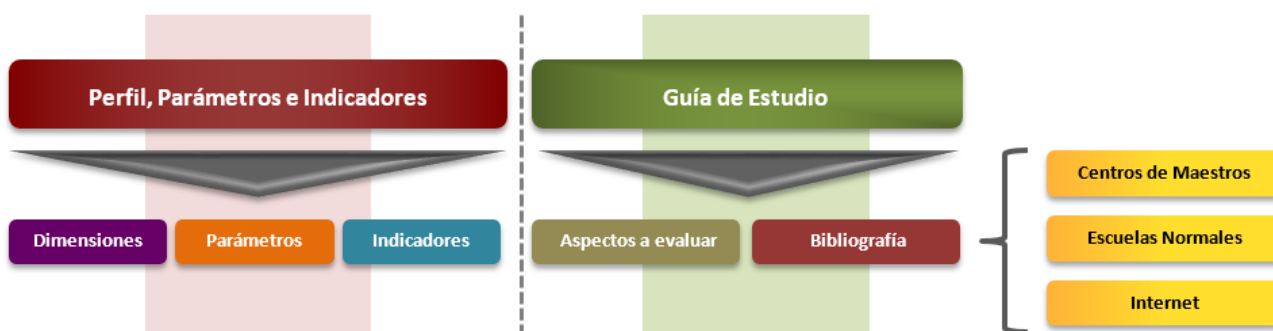 Perfil, Parámetros e Indicadores
Guía de Estudio
Dimensiones
Parámetros
Indicadores
Aspectos a evaluar
Bibliografía
Centros de Maestros
Escuelas Normales
Internet